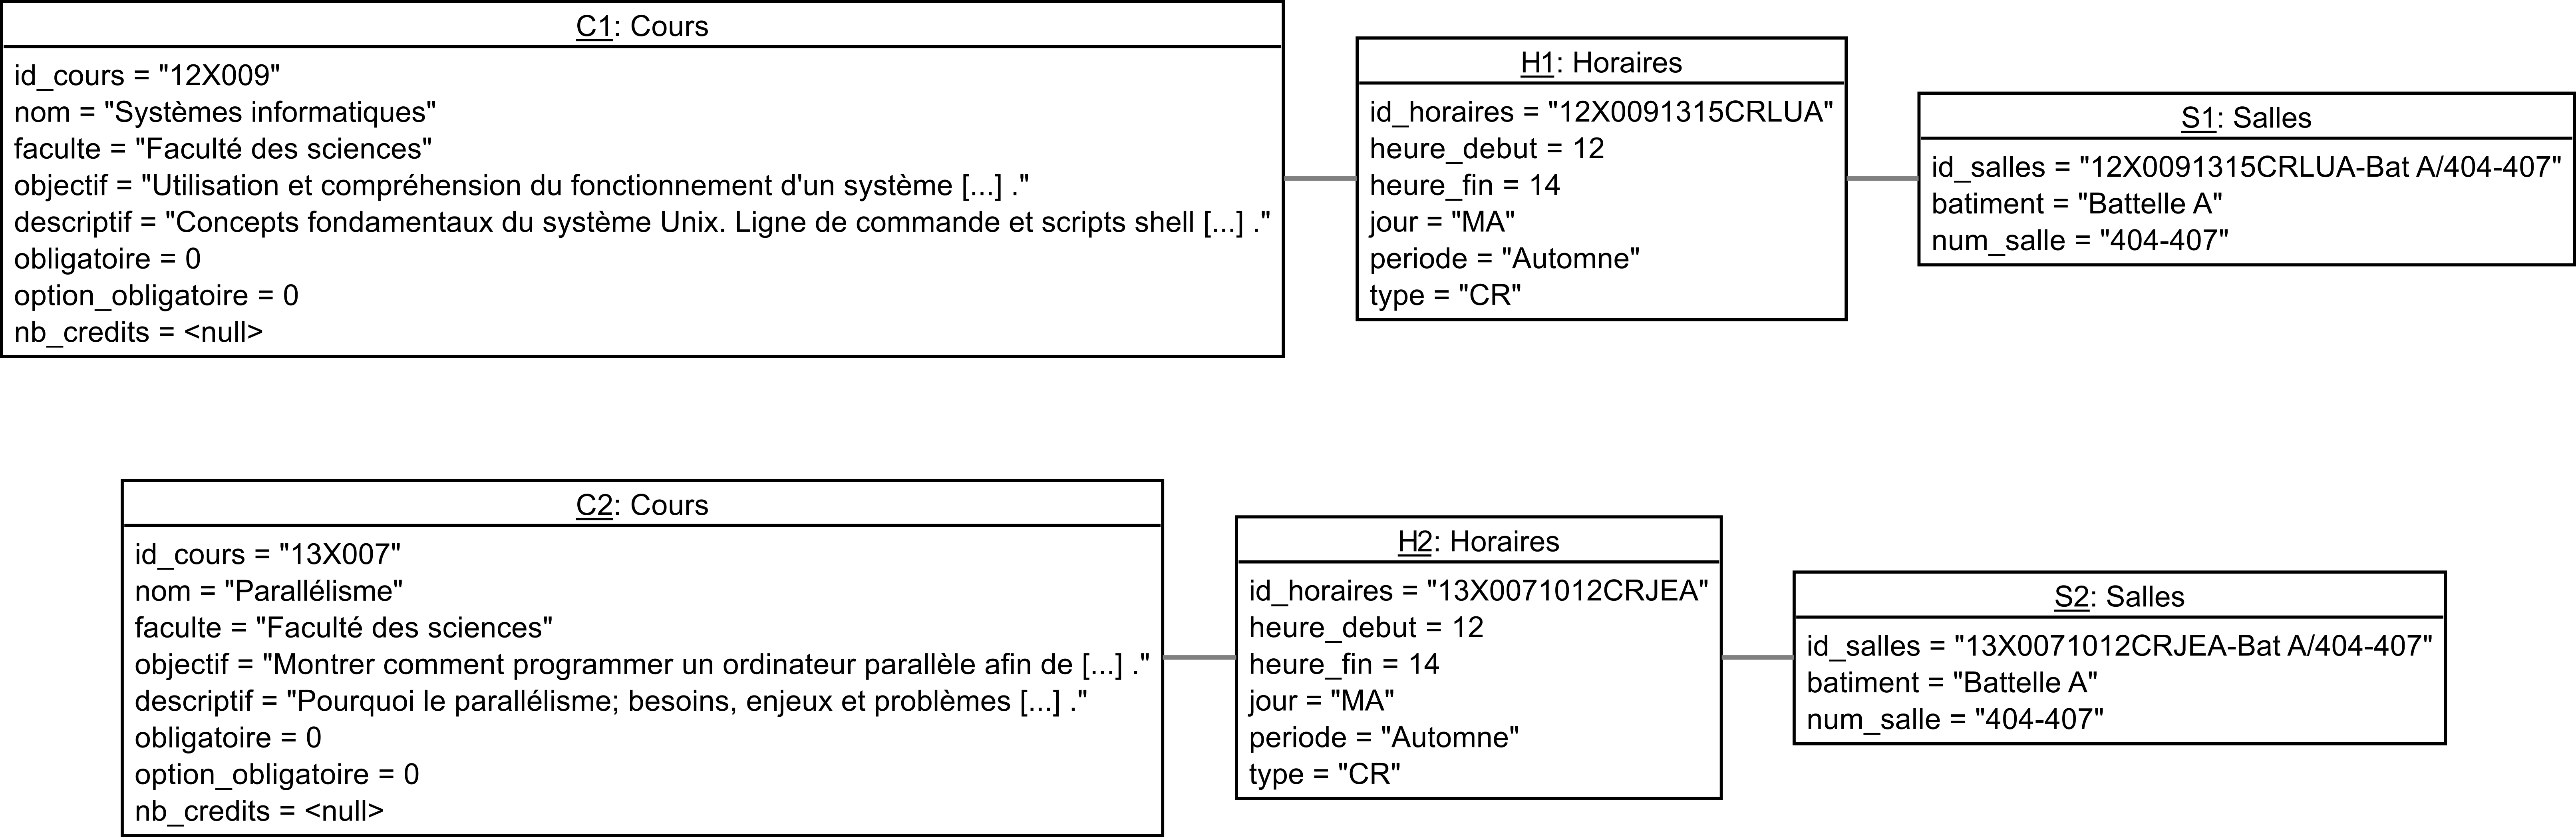 C1: Cours
id_cours = "12X009"
nom = "Systèmes informatiques"
faculte = "Faculté des sciences"
objectif = "Utilisation et compréhension du fonctionnement d'un système [...] ."
descriptif = "Concepts fondamentaux du système Unix. Ligne de commande et scripts shell [...] ."
obligatoire = 0
option_obligatoire = 0
nb_credits = <null>
H1: Horaires
id_horaires = "12X0091315CRLUA"
heure_debut = 12
heure_fin = 14
jour = "MA"
periode = "Automne"
type = "CR"
S1: Salles
id_salles = "12X0091315CRLUA-Bat A/404-407"
batiment = "Battelle A"
num_salle = "404-407"
C2: Cours
id_cours = "13X007"
nom = "Parallélisme"
faculte = "Faculté des sciences"
objectif = "Montrer comment programmer un ordinateur parallèle afin de [...] ."
descriptif = "Pourquoi le parallélisme; besoins, enjeux et problèmes [...] ."
obligatoire = 0
option_obligatoire = 0
nb_credits = <null>
H2: Horaires
id_horaires = "13X0071012CRJEA"
heure_debut = 12
heure_fin = 14
jour = "MA"
periode = "Automne"
type = "CR"
S2: Salles
id_salles = "13X0071012CRJEA-Bat A/404-407"
batiment = "Battelle A"
num_salle = "404-407"